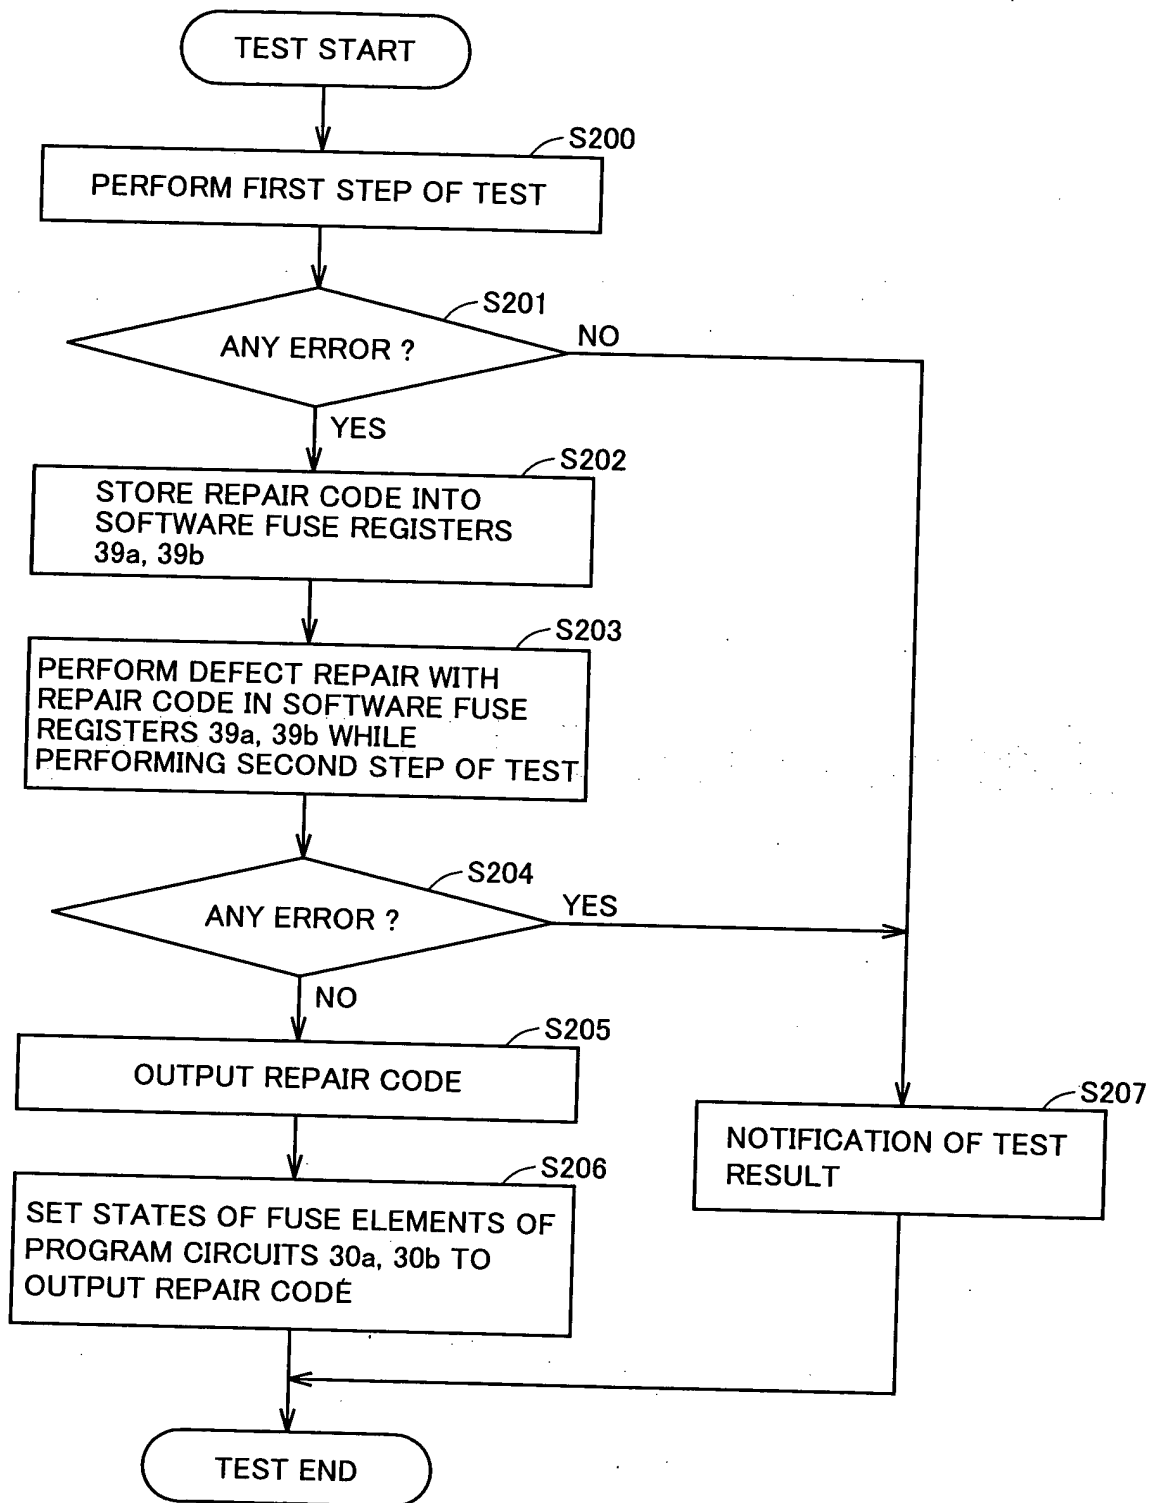 TEST START
S200
PERFORM FIRST STEP OF TEST
S201
ANY ERROR ?
NO
YES
S202
STORE REPAIR CODE INTO
SOFTWARE FUSE REGISTERS
39a, 39b
S203
PERFORM DEFECT REPAIR WITH
REPAIR CODE IN SOFTWARE FUSE
REGISTERS 39a, 39b WHILE
PERFORMING SECOND STEP OF TEST
S204
ANY ERROR ?
YES
NO
S205
OUTPUT REPAIR CODE
S207
NOTIFICATION OF TEST
RESULT
S206
SET STATES OF FUSE ELEMENTS OF
PROGRAM CIRCUITS 30a, 30b TO
OUTPUT REPAIR CODE
TEST END